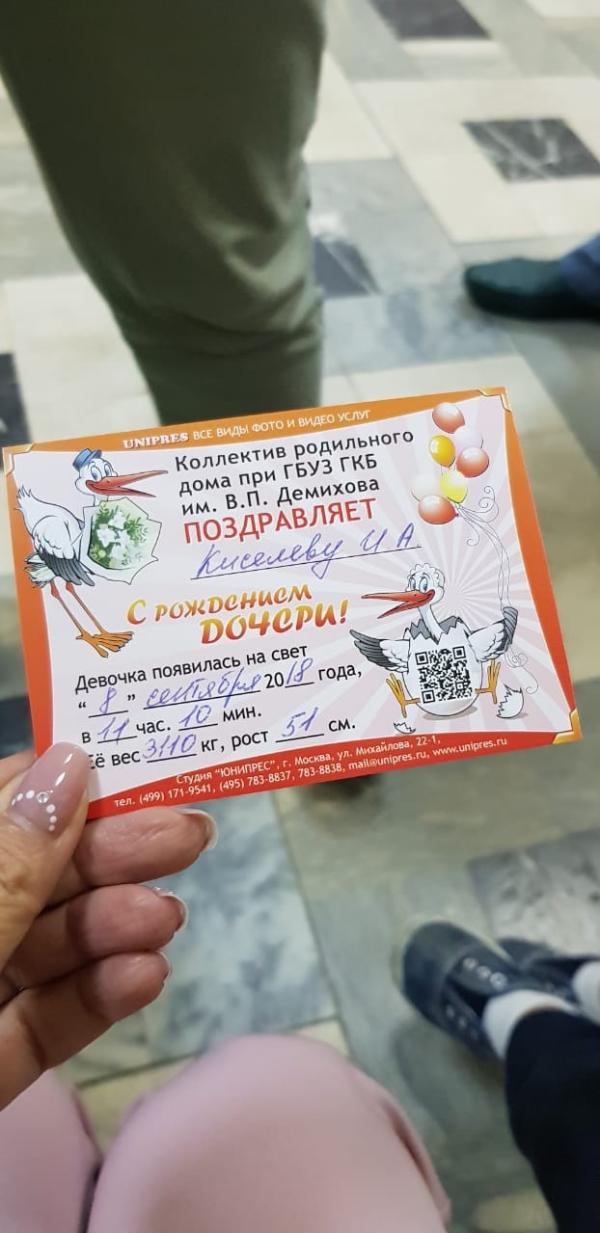 UNIPRES ВСЕ ВИДЫ ФОТО И ВИДЕО УСЛУГ
Коллектив родильного
дома при ГБУЗ ГКБ
им. В.П. Демихова
ПОЗДРАВЛЯЕТ
Киселеву И А
С РОЖДЕНИЕМ
ДОЧЕРИ!
Девочка появилась на свет
“ 8 ” сентября 2018 года,
в 11 час. 10 мин.
Её вес 3110 кг, рост 51 см.
Студия "ЮНИПРЕС", г. Москва, ул. Михайлова, 22-1,
тел. (499) 171-9541, (495) 783-8837, 783-8838, mail@unipres.ru, www.unipres.ru